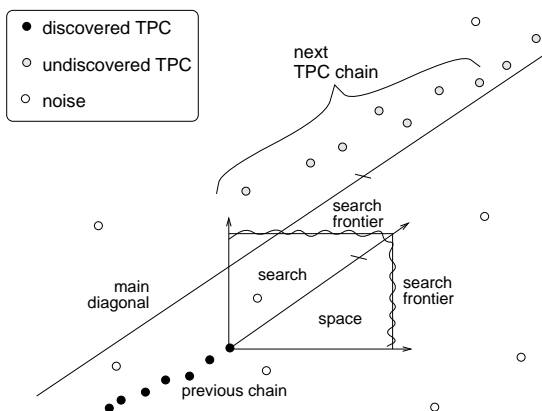 discovered TPC
undiscovered TPC
noise
next
TPC chain
search
frontier
main
diagonal
search
search
frontier
space
previous chain